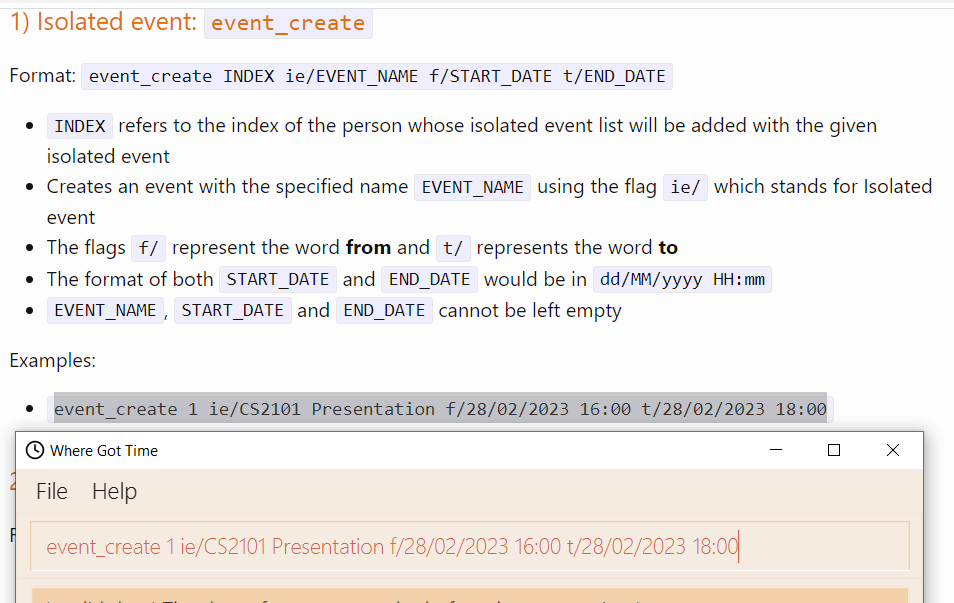 1) Isolated event: event_create
Format: event_create INDEX ie/EVENT_NAME f/START_DATE t/END_DATE
INDEX refers to the index of the person whose isolated event list will be added with the given
isolated event
Creates an event with the specified name EVENT_NAME using the flag ie/ which stands for Isolated
event
The flags f/ represent the word from and t/ represents the word to
The format of both START_DATE and END_DATE would be in dd/MM/yyyy HH:mm
EVENT_NAME, START_DATE and END_DATE cannot be left empty
Examples:
event_create 1 ie/CS2101 Presentation f/28/02/2023 16:00 t/28/02/2023 18:00
Where Got Time
File Help
event_create 1 ie/CS2101 Presentation f/28/02/2023 16:00 t/28/02/2023 18:00